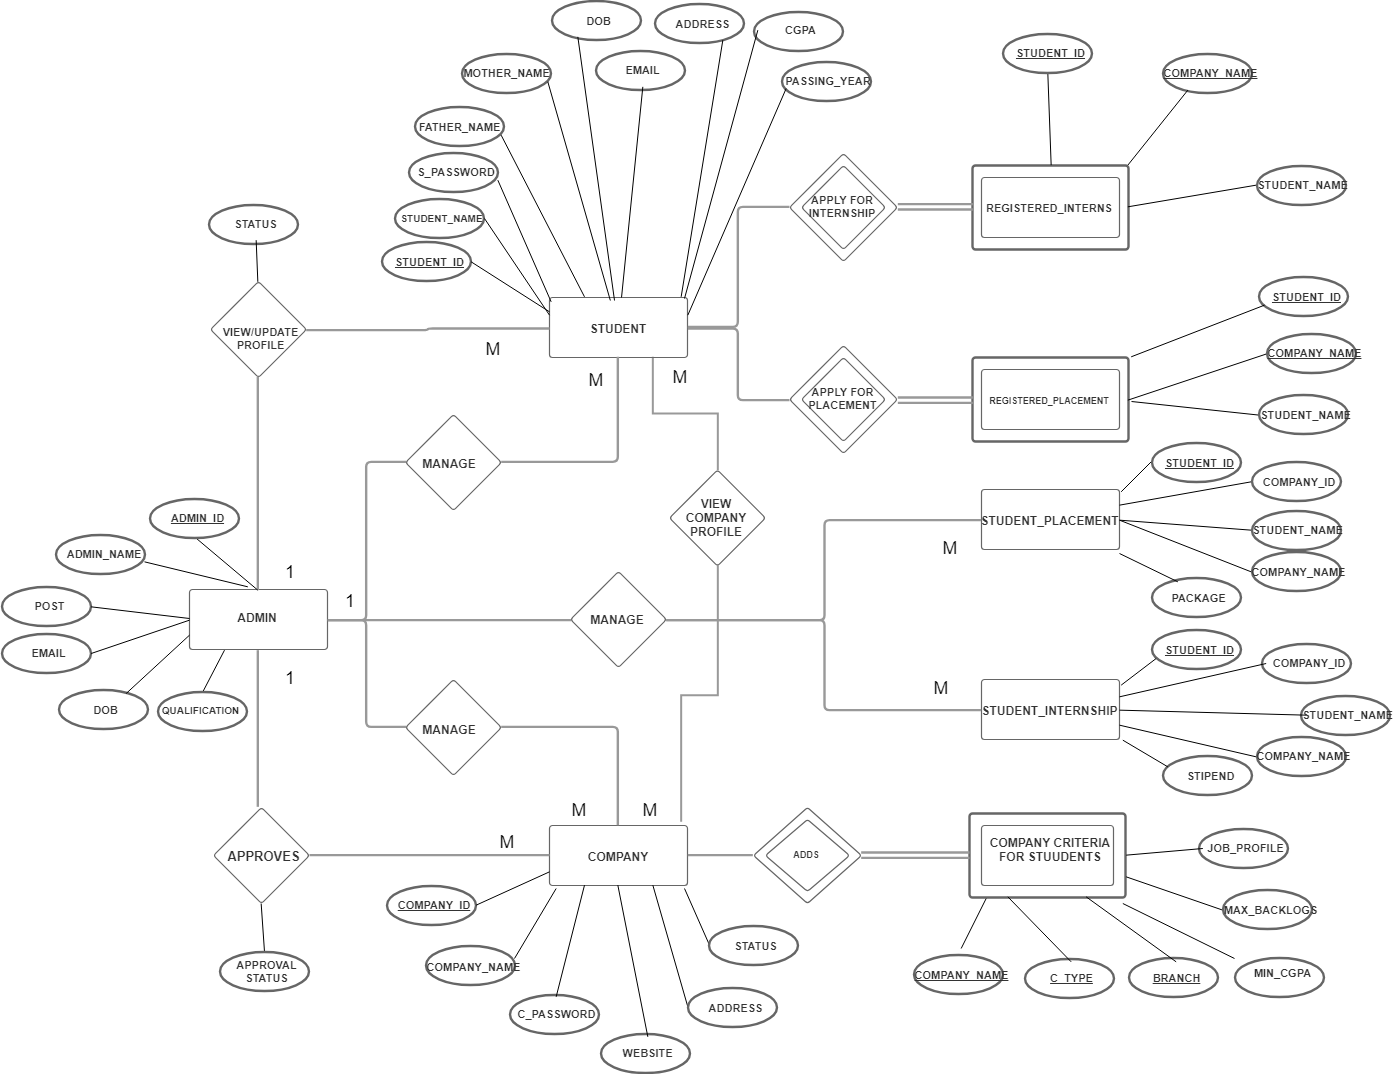 DOB
ADDRESS
CGPA
MOTHER_NAME
EMAIL
PASSING_YEAR
FATHER_NAME
S_PASSWORD
STUDENT_NAME
STUDENT_ID
STUDENT
STATUS
VIEW/UPDATE
PROFILE
M
M
M
STUDENT_ID
COMPANY_NAME
STUDENT_NAME
APPLY FOR
INTERNSHIP
REGISTERED_INTERNS
STUDENT_ID
COMPANY_NAME
STUDENT_NAME
APPLY FOR
PLACEMENT
REGISTERED_PLACEMENT
MANAGE
VIEW
COMPANY
PROFILE
STUDENT_ID
COMPANY_ID
STUDENT_NAME
COMPANY_NAME
PACKAGE
STUDENT_PLACEMENT
M
ADMIN_ID
ADMIN_NAME
POST
EMAIL
DOB
QUALIFICATION
ADMIN
1
1
1
MANAGE
STUDENT_ID
COMPANY_ID
STUDENT_NAME
COMPANY_NAME
STIPEND
STUDENT_INTERNSHIP
M
MANAGE
M
M
M
APPROVES
APPROVAL
STATUS
COMPANY
COMPANY_ID
COMPANY_NAME
C_PASSWORD
WEBSITE
ADDRESS
STATUS
ADDS
COMPANY CRITERIA
FOR STUUDENTS
JOB_PROFILE
MAX_BACKLOGS
MIN_CGPA
BRANCH
C_TYPE
COMPANY_NAME